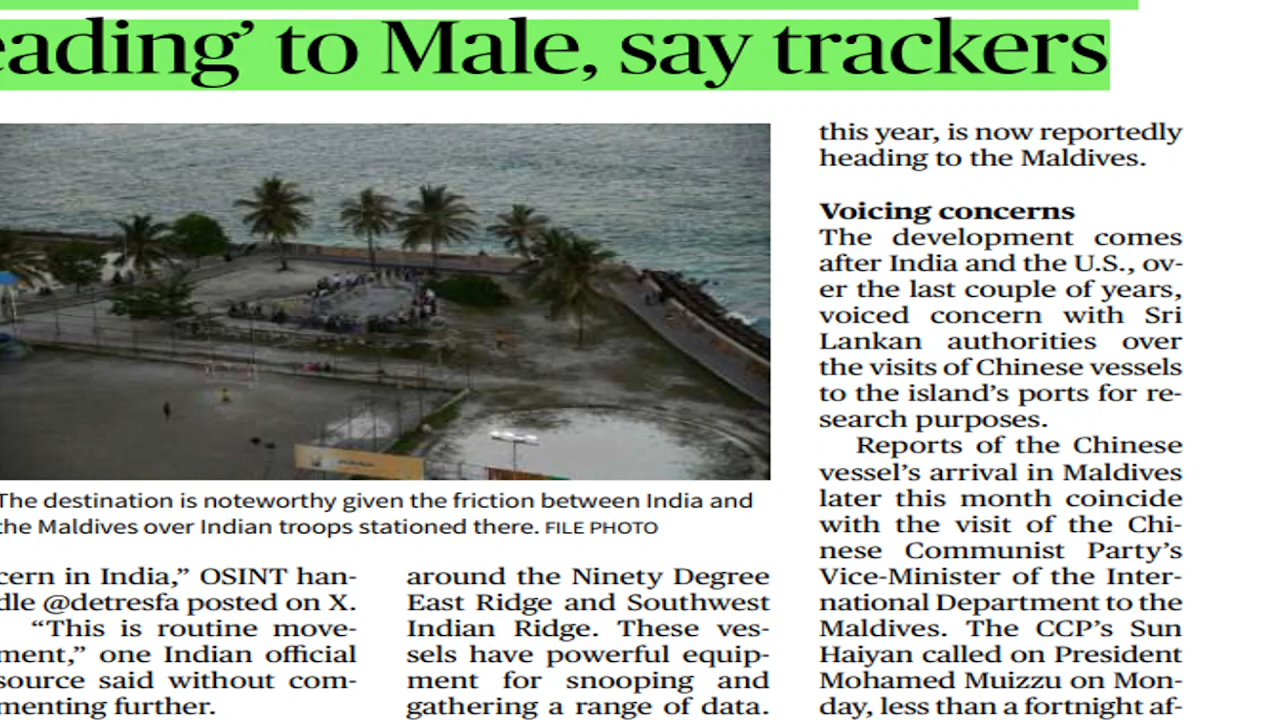 eading’ to Male, say trackers
The destination is noteworthy given the friction between India and
the Maldives over Indian troops stationed there. FILE PHOTO
cern in India,” OSINT han-
dle @detresfa posted on X.
“This is routine move-
ment,” one Indian official
source said without com-
menting further.
around the Ninety Degree
East Ridge and Southwest
Indian Ridge. These ves-
sels have powerful equip-
ment for snooping and
gathering a range of data.
this year, is now reportedly
heading to the Maldives.
Voicing concerns
The development comes
after India and the U.S., ov-
er the last couple of years,
voiced concern with Sri
Lankan authorities over
the visits of Chinese vessels
to the island’s ports for re-
search purposes.
Reports of the Chinese
vessel’s arrival in Maldives
later this month coincide
with the visit of the Chi-
nese Communist Party’s
Vice-Minister of the Inter-
national Department to the
Maldives. The CCP’s Sun
Haiyan called on President
Mohamed Muizzu on Mon-
day, less than a fortnight af-